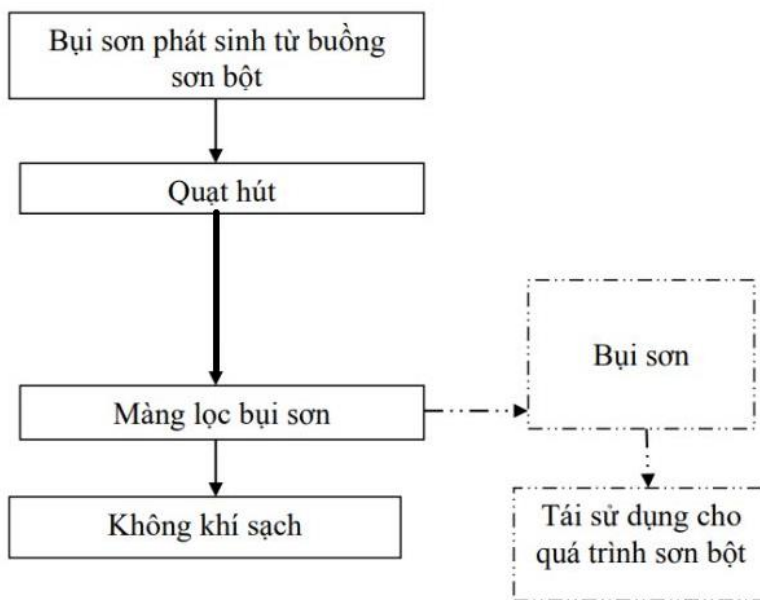 Bụi sơn phát sinh từ buồng
sơn bột
Quạt hút
Màng lọc bụi sơn
Không khí sạch
Bụi sơn
Tái sử dụng cho
quá trình sơn bột